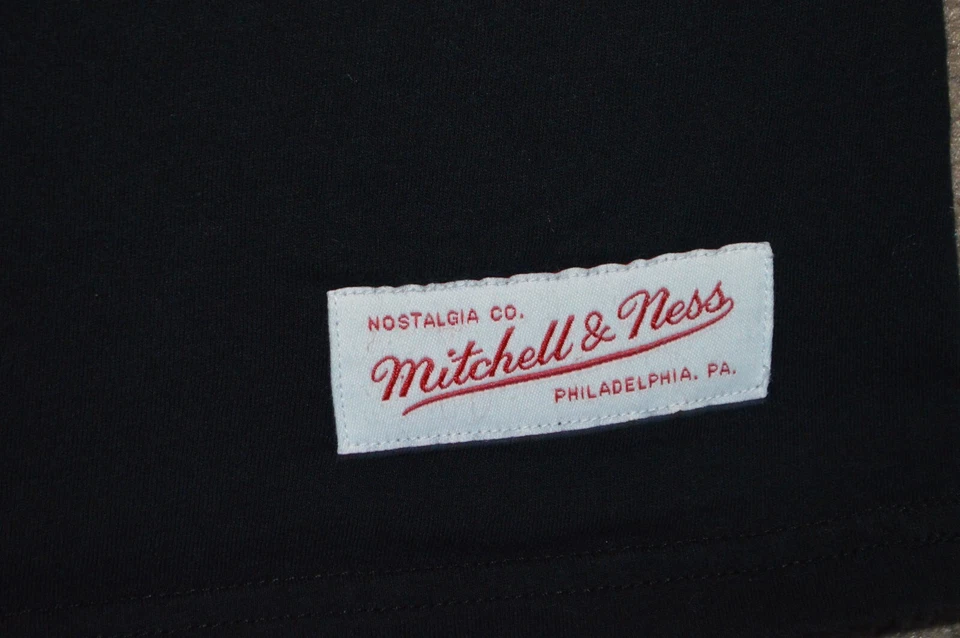 NOSTALGIA CO.
Mitchell & Ness
PHILADELPHIA. PA.